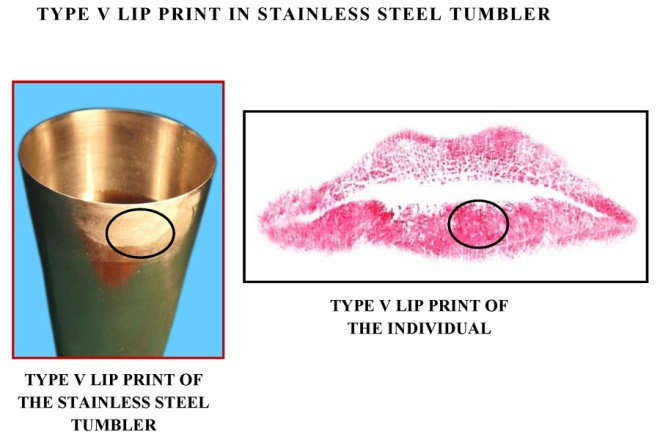 TYPE V LIP PRINT IN STAINLESS STEEL TUMBLER
TYPE V LIP PRINT OF
THE INDIVIDUAL
TYPE V LIP PRINT OF
THE STAINLESS STEEL
TUMBLER